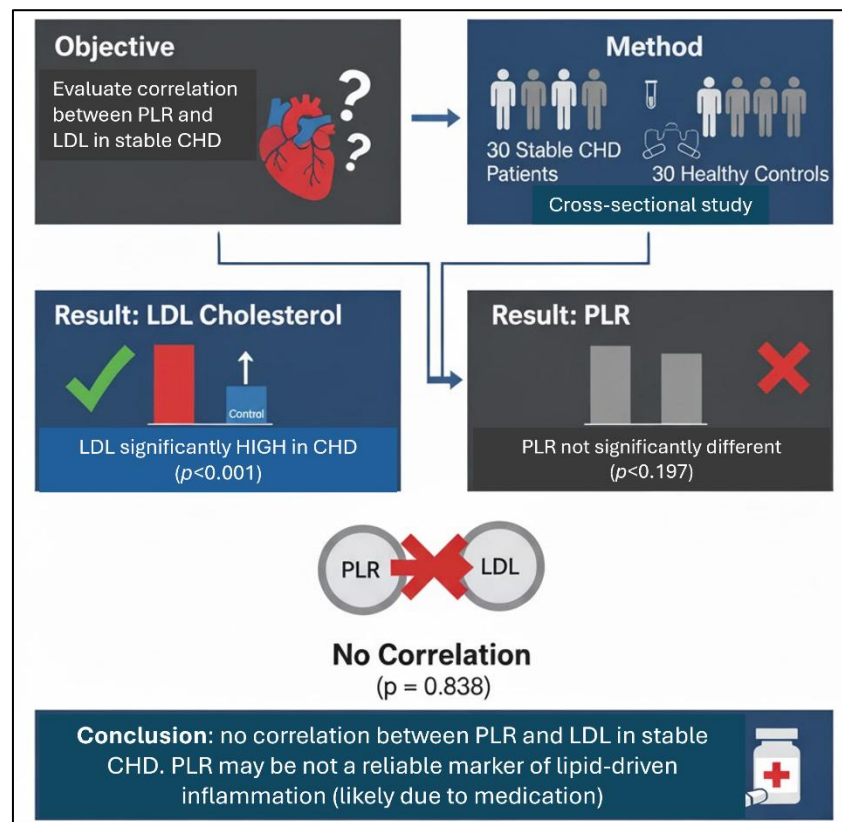 Objective
Evaluate correlation
between PLR and
LDL in stable CHD
?
?
Method
30 Stable CHD
Patients
30 Healthy Controls
Cross-sectional study
Result: LDL Cholesterol
Control
LDL significantly HIGH in CHD
(p<0.001)
Result: PLR
PLR not significantly different
(p<0.197)
PLR
LDL
No Correlation
(p = 0.838)
Conclusion: no correlation between PLR and LDL in stable
CHD. PLR may be not a reliable marker of lipid-driven
inflammation (likely due to medication)